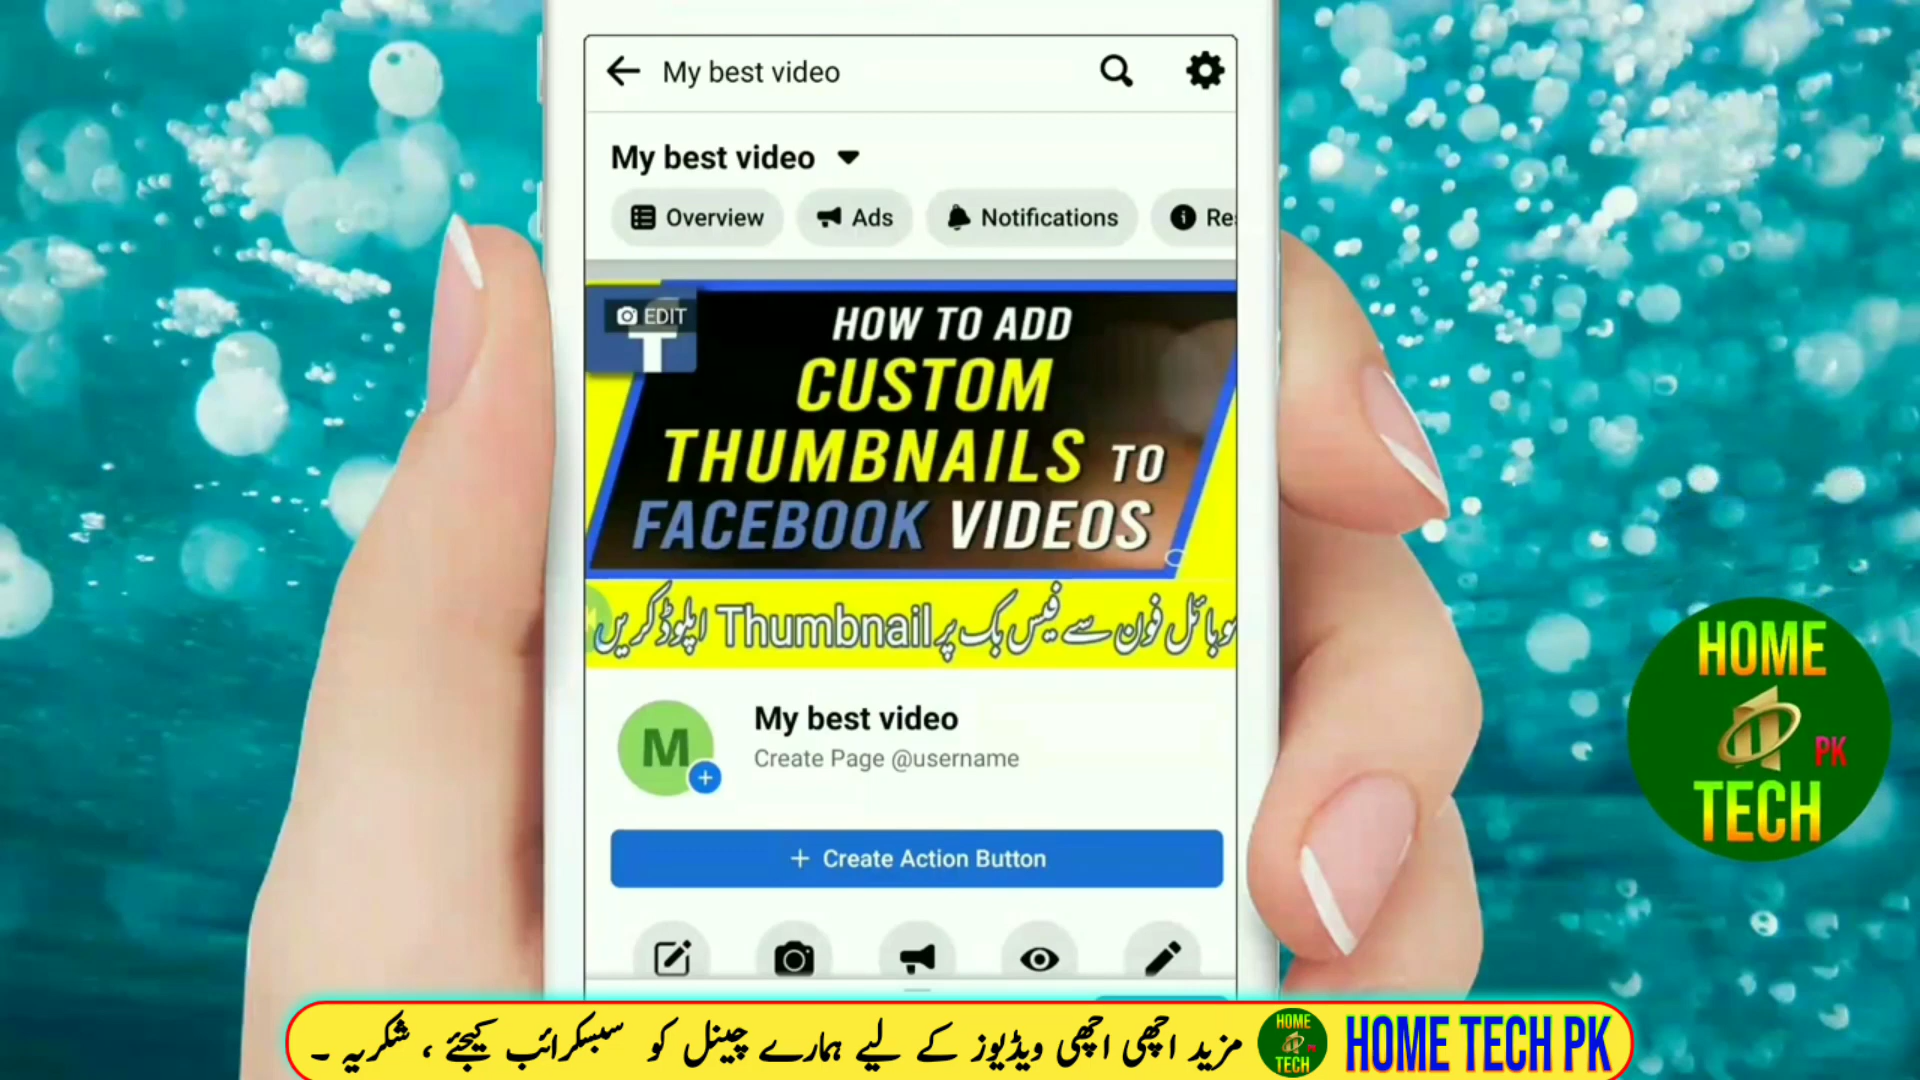 My best video
My best video
Overview Ads Notifications
EDIT
HOW TO ADD
CUSTOM
THUMBNAILS TO
FACEBOOK VIDEOS
موبائل فون سے فیس بک پر Thumbnail اپلوڈ کریں
M My best video
Create Page @username
+ Create Action Button
HOME
PK
TECH
مزید اچھی اچھی ویڈیوز کے لیے ہمارے چینل کو سبسکرائب کیجئے ، شکریہ ۔
HOME
TECH
HOME TECH PK